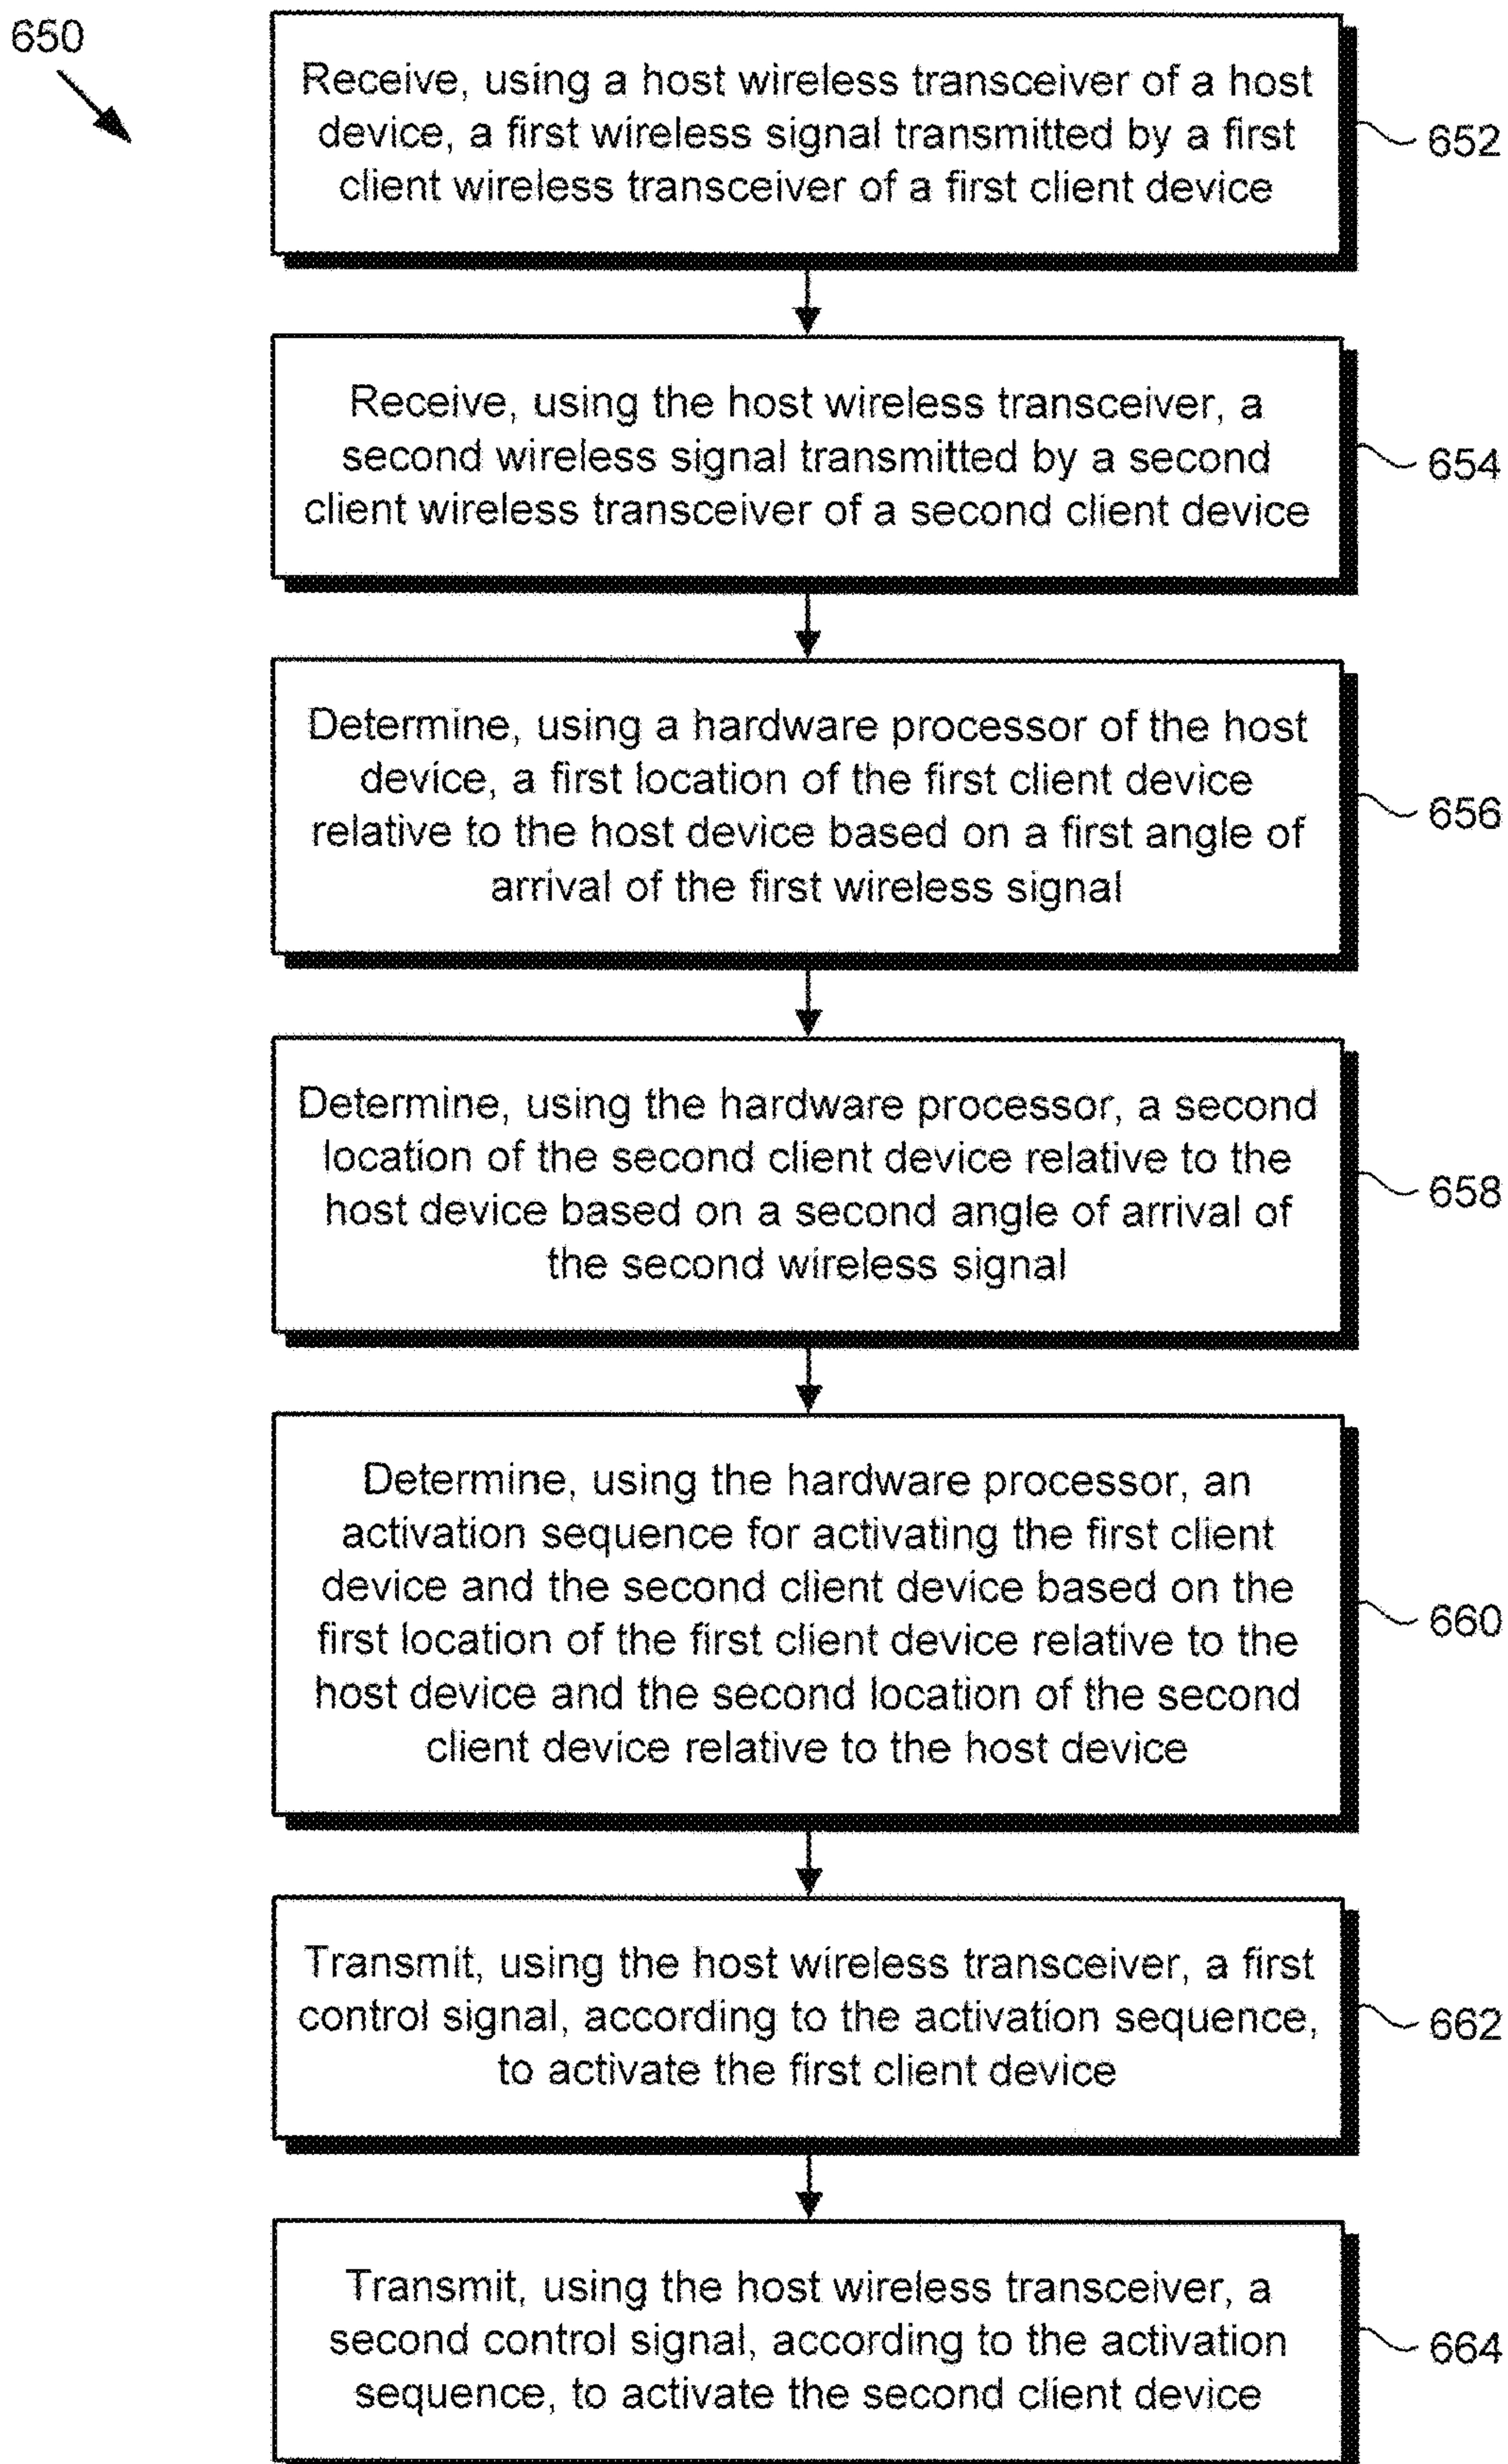 650
Receive, using a host wireless transceiver of a host
device, a first wireless signal transmitted by a first
client wireless transceiver of a first client device
652
Receive, using the host wireless transceiver, a
second wireless signal transmitted by a second
client wireless transceiver of a second client device
654
Determine, using a hardware processor of the host
device, a first location of the first client device
relative to the host device based on a first angle of
arrival of the first wireless signal
656
Determine, using the hardware processor, a second
location of the second client device relative to the
host device based on a second angle of arrival of
the second wireless signal
658
Determine, using the hardware processor, an
activation sequence for activating the first client
device and the second client device based on the
first location of the first client device relative to the
host device and the second location of the second
client device relative to the host device
660
Transmit, using the host wireless transceiver, a first
control signal, according to the activation sequence,
to activate the first client device
662
Transmit, using the host wireless transceiver, a
second control signal, according to the activation
sequence, to activate the second client device
664